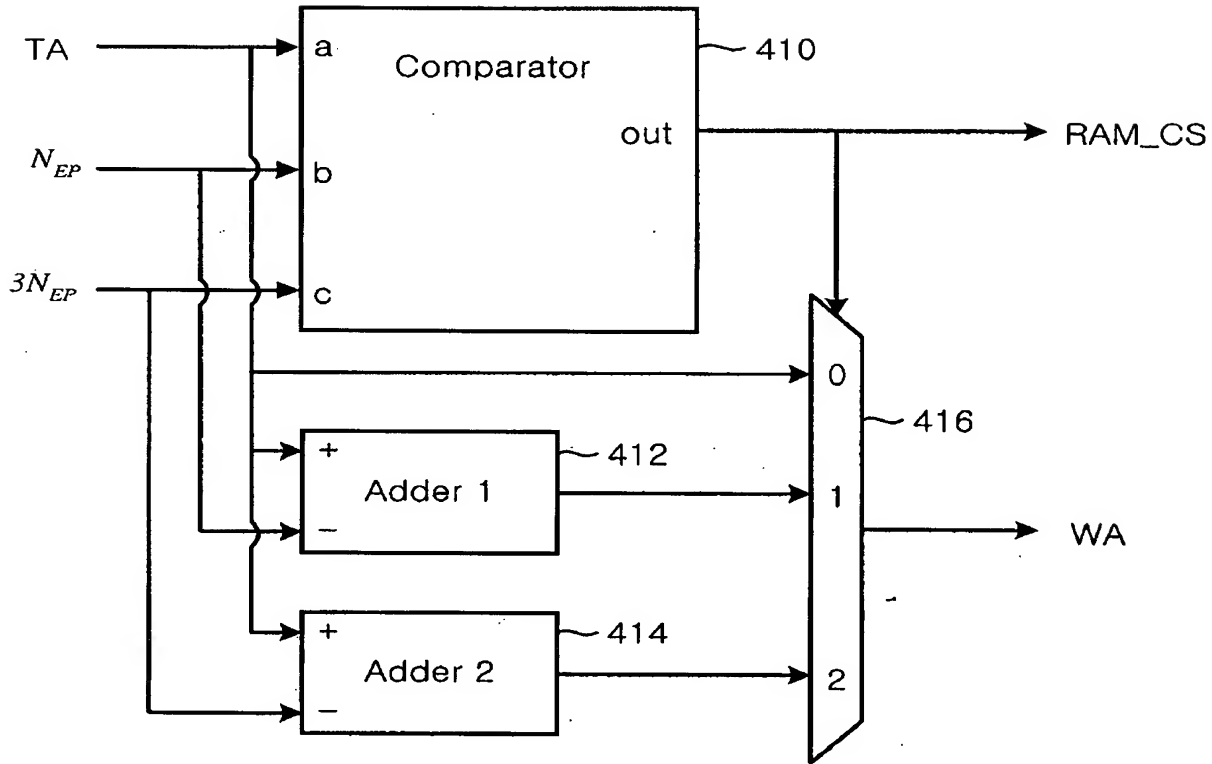 TA
a
Comparator
410
out
RAM_CS
N_EP
b
3N_EP
c
0
416
+
412
Adder 1
1
−
WA
+
414
Adder 2
2
−